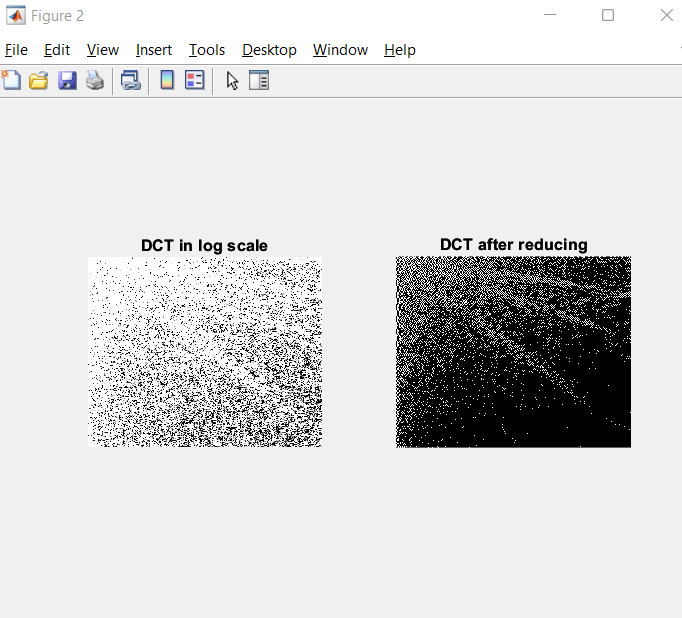 Figure 2
File Edit View Insert Tools Desktop Window Help
DCT in log scale
DCT after reducing